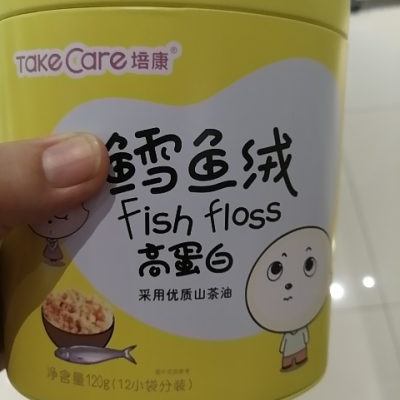 Take Care 培康®
鳕鱼绒
Fish floss
高蛋白
采用优质山茶油
净含量120g(12小袋分装)